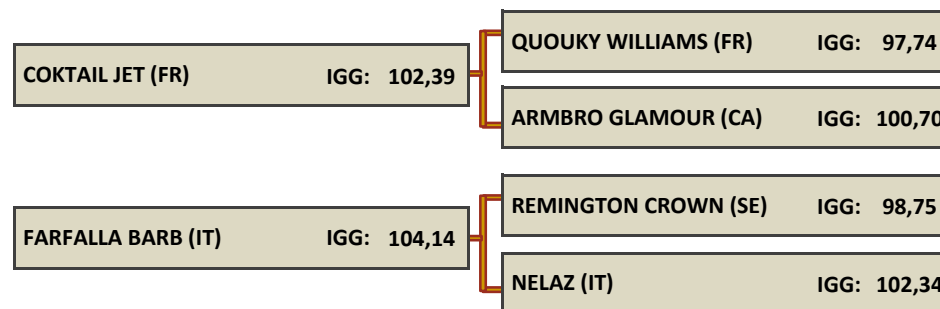 QUOUKY WILLIAMS (FR) IGG: 97,74
COKTAIL JET (FR) IGG: 102,39
ARMBRO GLAMOUR (CA) IGG: 100,70
REMINGTON CROWN (SE) IGG: 98,75
FARFALLA BARB (IT) IGG: 104,14
NELAZ (IT) IGG: 102,34